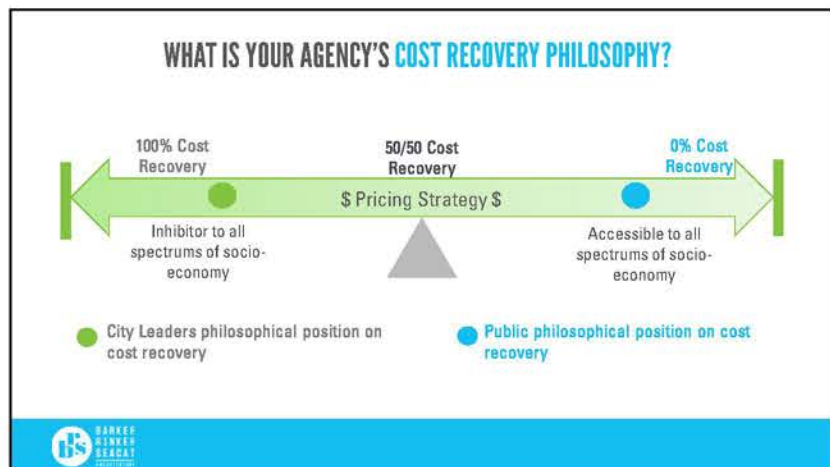 WHAT IS YOUR AGENCY'S COST RECOVERY PHILOSOPHY?
100% Cost
Recovery
50/50 Cost
Recovery
0% Cost
Recovery
$ Pricing Strategy $
Inhibitor to all
spectrums of socio-
economy
Accessible to all
spectrums of socio-
economy
City Leaders philosophical position on
cost recovery
Public philosophical position on cost
recovery
BRS
BARKER
RINKER
SEACAT
ARCHITECTURE